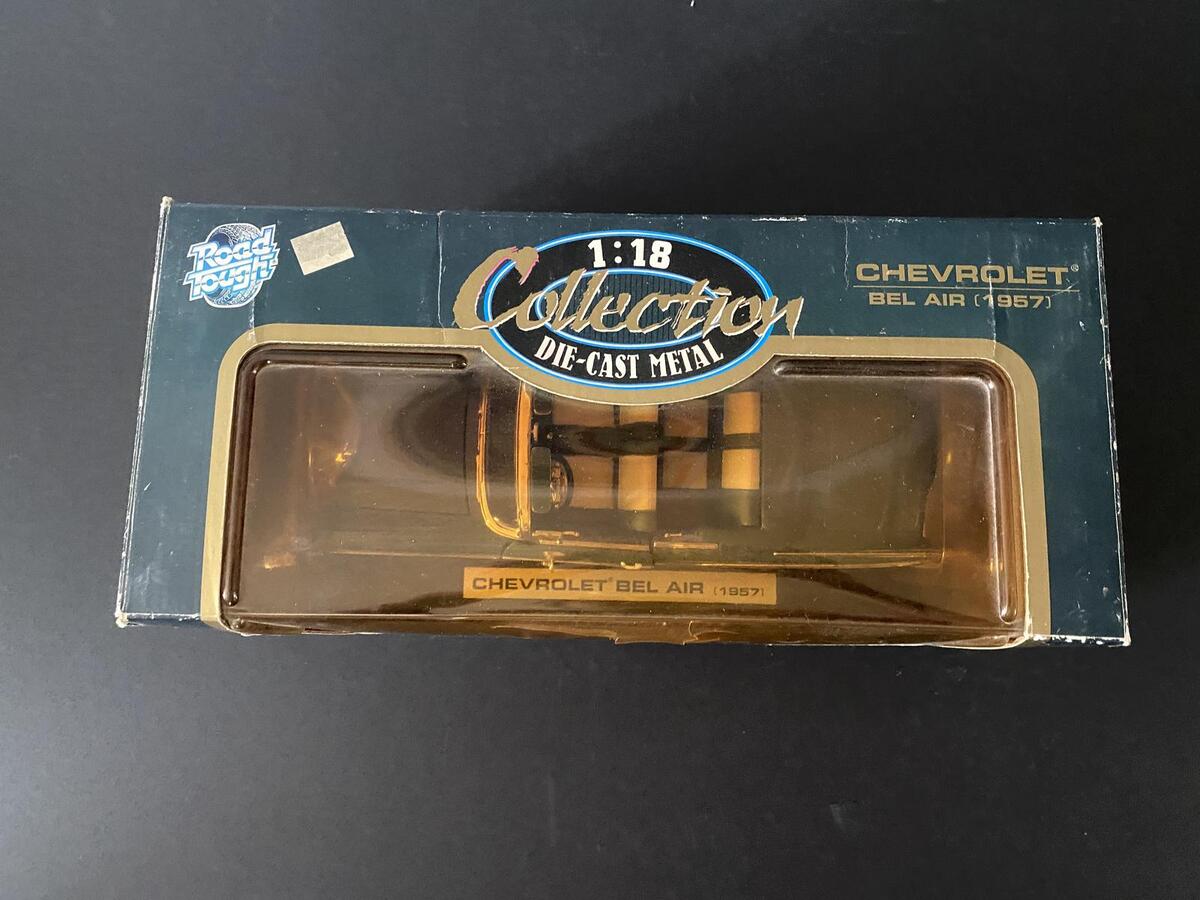 Road
Tough
1:18
Collection
DIE-CAST METAL
CHEVROLET®
BEL AIR (1957)
CHEVROLET® BEL AIR (1957)